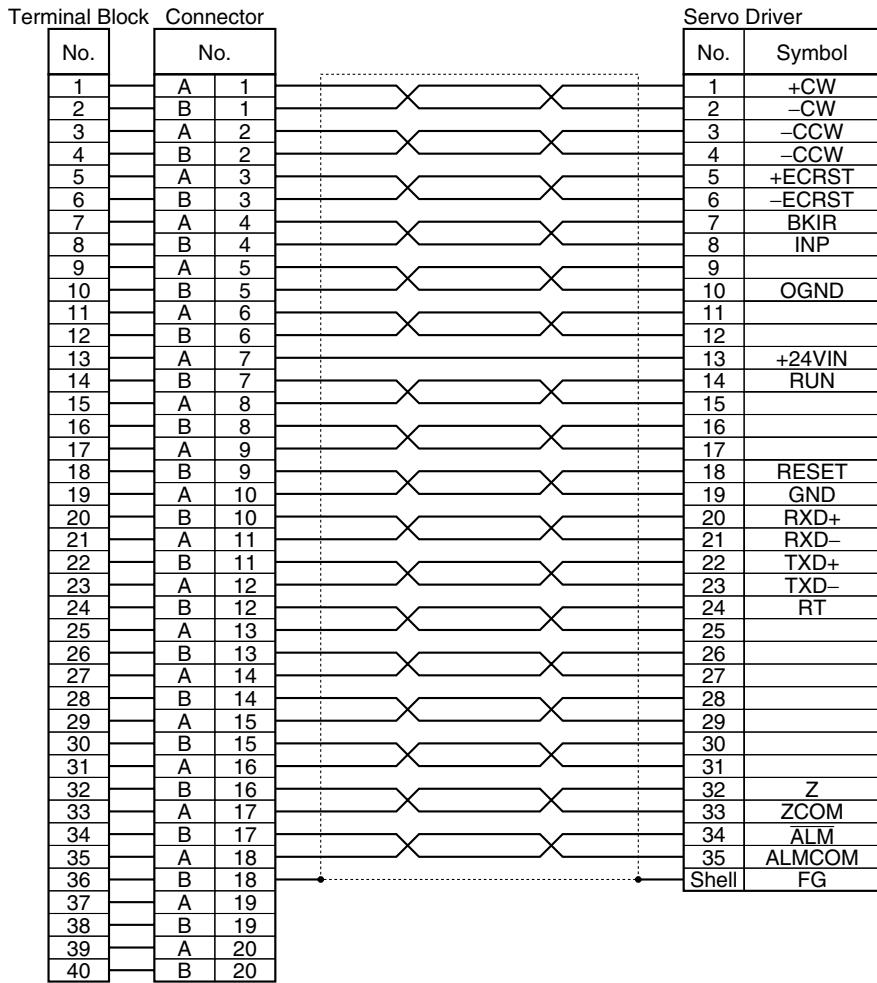 Terminal Block Connector Servo Driver
No. No. No. Symbol
1 A 1 1 +CW
2 B 1 2 −CW
3 A 2 3 −CCW
4 B 2 4 −CCW
5 A 3 5 +ECRST
6 B 3 6 −ECRST
7 A 4 7 BKIR
8 B 4 8 INP
9 A 5 9
10 B 5 10 OGND
11 A 6 11
12 B 6 12
13 A 7 13 +24VIN
14 B 7 14 RUN
15 A 8 15
16 B 8 16
17 A 9 17
18 B 9 18 RESET
19 A 10 19 GND
20 B 10 20 RXD+
21 A 11 21 RXD−
22 B 11 22 TXD+
23 A 12 23 TXD−
24 B 12 24 RT
25 A 13 25
26 B 13 26
27 A 14 27
28 B 14 28
29 A 15 29
30 B 15 30
31 A 16 31
32 B 16 32 Z
33 A 17 33 ZCOM
34 B 17 34 A̅L̅M̅
35 A 18 35 ALMCOM
36 B 18 Shell FG
37 A 19
38 B 19
39 A 20
40 B 20